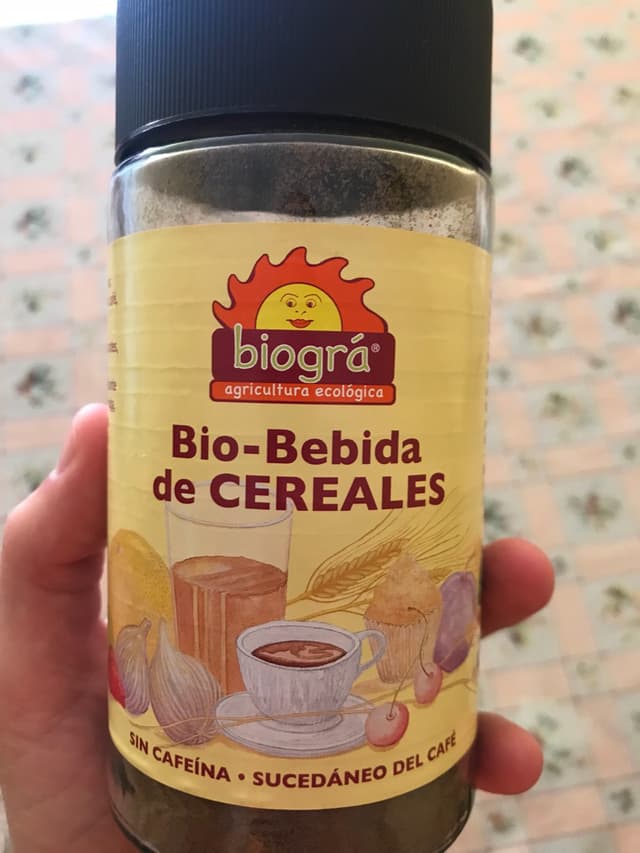 biográ®
agricultura ecológica
Bio-Bebida
de CEREALES
SIN CAFEÍNA • SUCEDÁNEO DEL CAFÉ